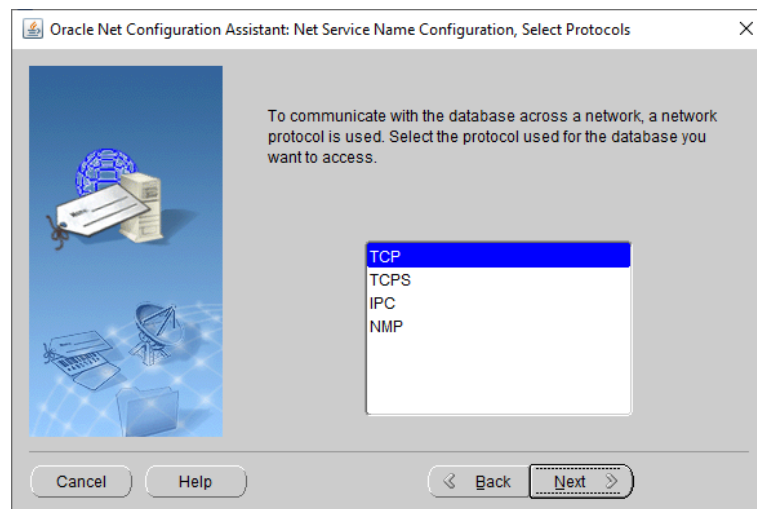 Oracle Net Configuration Assistant: Net Service Name Configuration, Select Protocols
To communicate with the database across a network, a network
protocol is used. Select the protocol used for the database you
want to access.
TCP
TCPS
IPC
NMP
Cancel Help Back Next